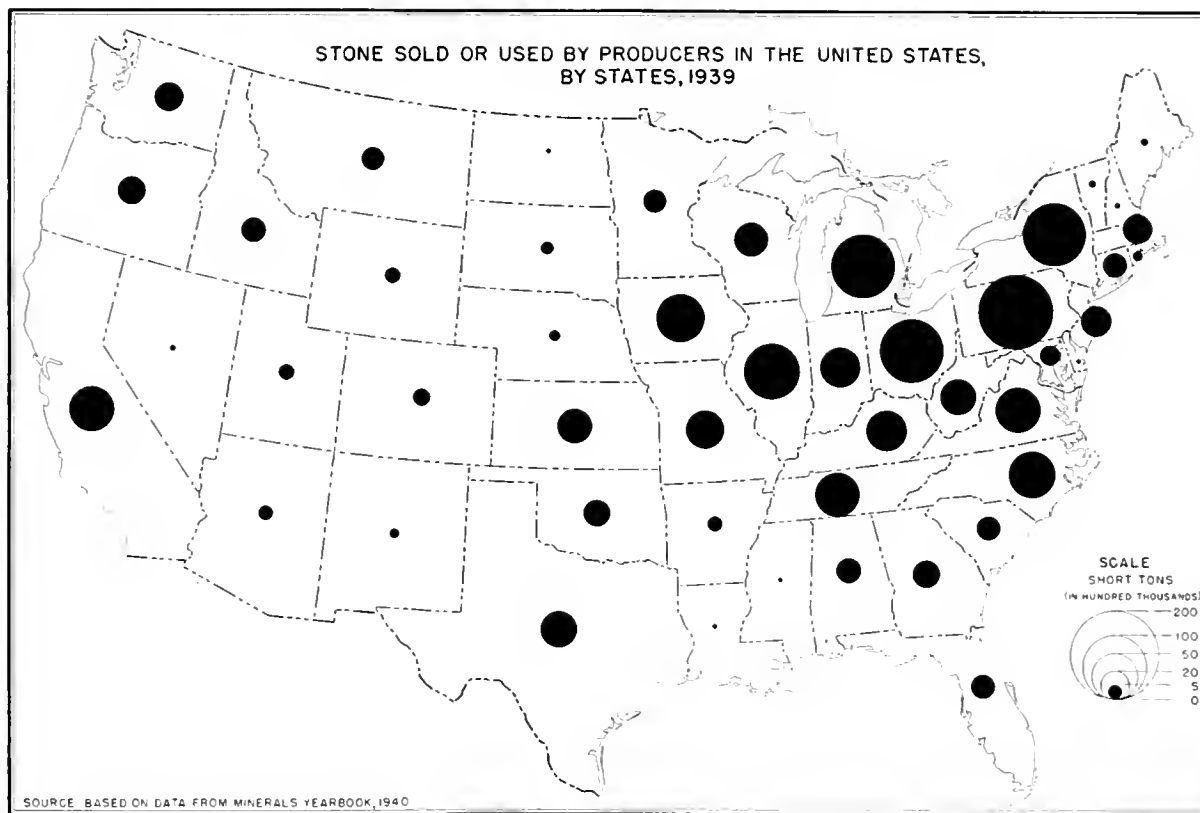 STONE SOLD OR USED BY PRODUCERS IN THE UNITED STATES,
BY STATES, 1939
SCALE
SHORT TONS
(IN HUNDRED THOUSANDS)
200
100
50
20
5
0
SOURCE BASED ON DATA FROM MINERALS YEARBOOK, 1940